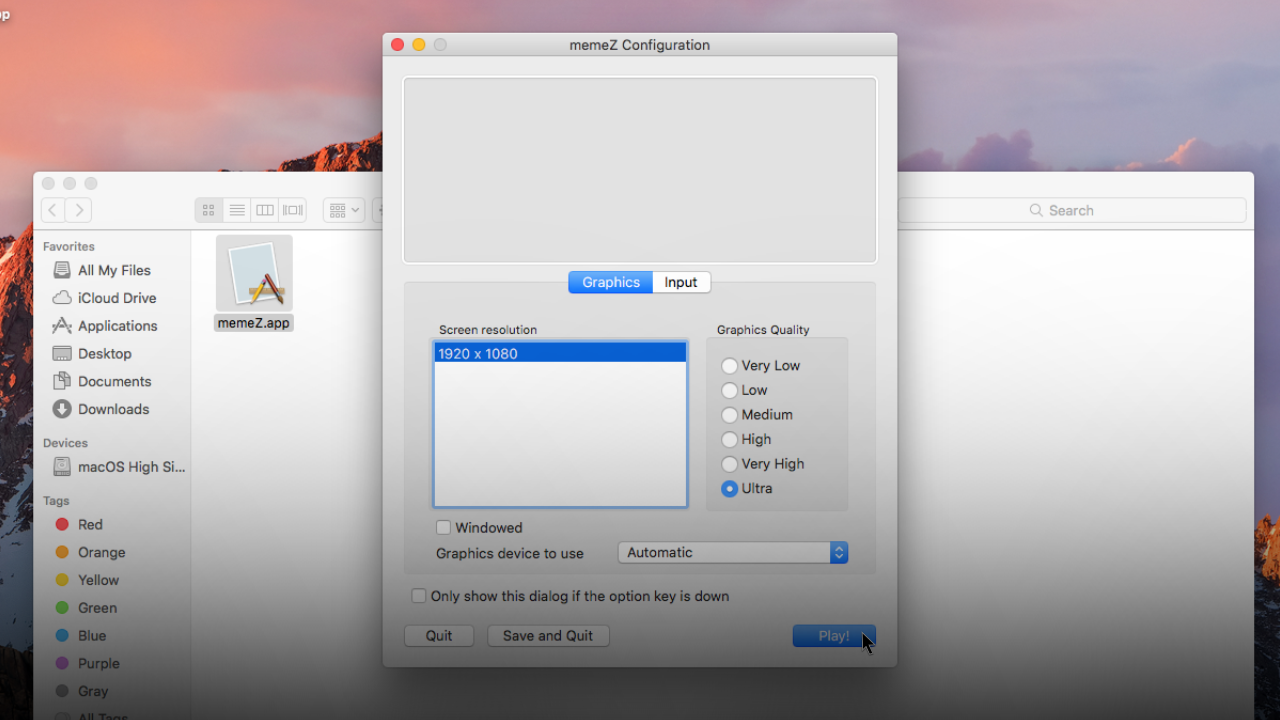 pp
memeZ Configuration
Search
Favorites
All My Files
iCloud Drive
Applications
Desktop
Documents
Downloads
Devices
macOS High Si...
Tags
Red
Orange
Yellow
Green
Blue
Purple
Gray
All Tags
memeZ.app
Graphics
Input
Screen resolution
1920 x 1080
Graphics Quality
Very Low
Low
Medium
High
Very High
Ultra
Windowed
Graphics device to use
Automatic
Only show this dialog if the option key is down
Quit
Save and Quit
Play!